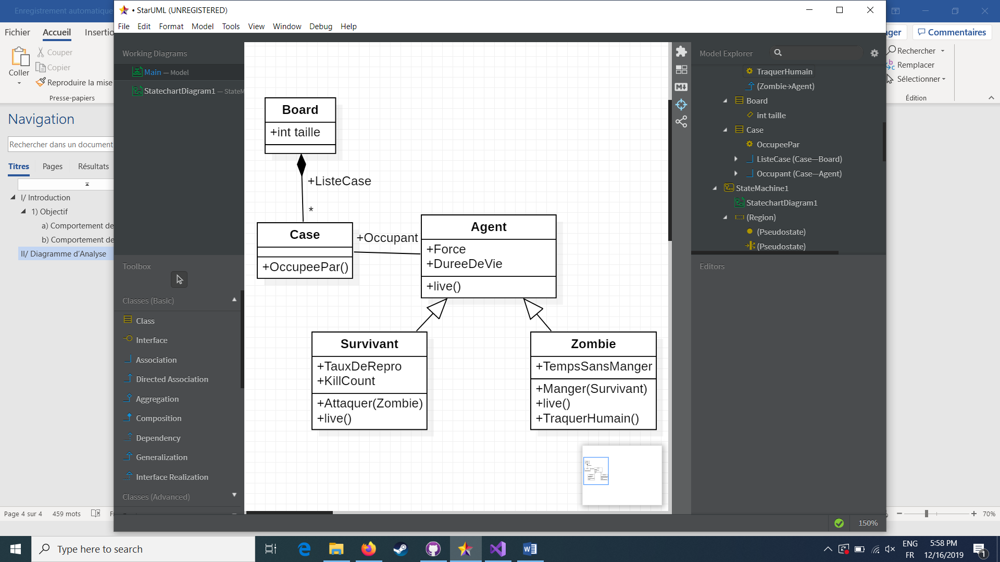 Enregistrement automatique
• StarUML (UNREGISTERED)
File Edit Format Model Tools View Window Debug Help
Fichier Accueil
Commentaires
Couper
Copier
Coller
Reproduire la mise
Presse-papiers
Rechercher
Remplacer
Sélectionner
Édition
Navigation
Rechercher dans un document
Titres Pages Résultats
I/ Introduction
1) Objectif
a) Comportement de
b) Comportement de
II/ Diagramme d'Analyse
Working Diagrams
Main — Model
StatechartDiagram1 — StateM
Toolbox
Classes (Basic)
Class
Interface
Association
Directed Association
Aggregation
Composition
Dependency
Generalization
Interface Realization
Classes (Advanced)
Board
+int taille
+ListeCase
*
Case
+OccupeePar()
+Occupant
Agent
+Force
+DureeDeVie
+live()
Survivant
+TauxDeRepro
+KillCount
+Attaquer(Zombie)
+live()
Zombie
+TempsSansManger
+Manger(Survivant)
+live()
+TraquerHumain()
Model Explorer
TraquerHumain
(Zombie→Agent)
Board
int taille
Case
OccupeePar
ListeCase (Case—Board)
Occupant (Case—Agent)
StateMachine1
StatechartDiagram1
(Region)
(Pseudostate)
(Pseudostate)
Editors
150%
Page 4 sur 4 459 mots
70%
Type here to search
ENG
FR
5:58 PM
12/16/2019
1